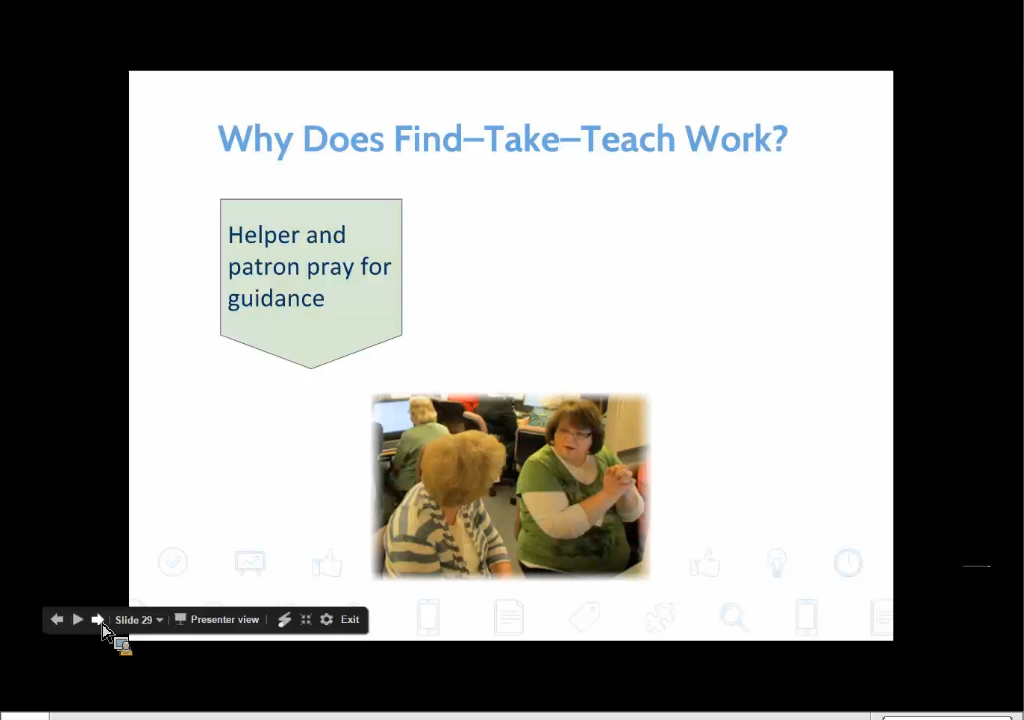 Why Does Find–Take–Teach Work?
Helper and
patron pray for
guidance
Slide 29
Presenter view
Exit